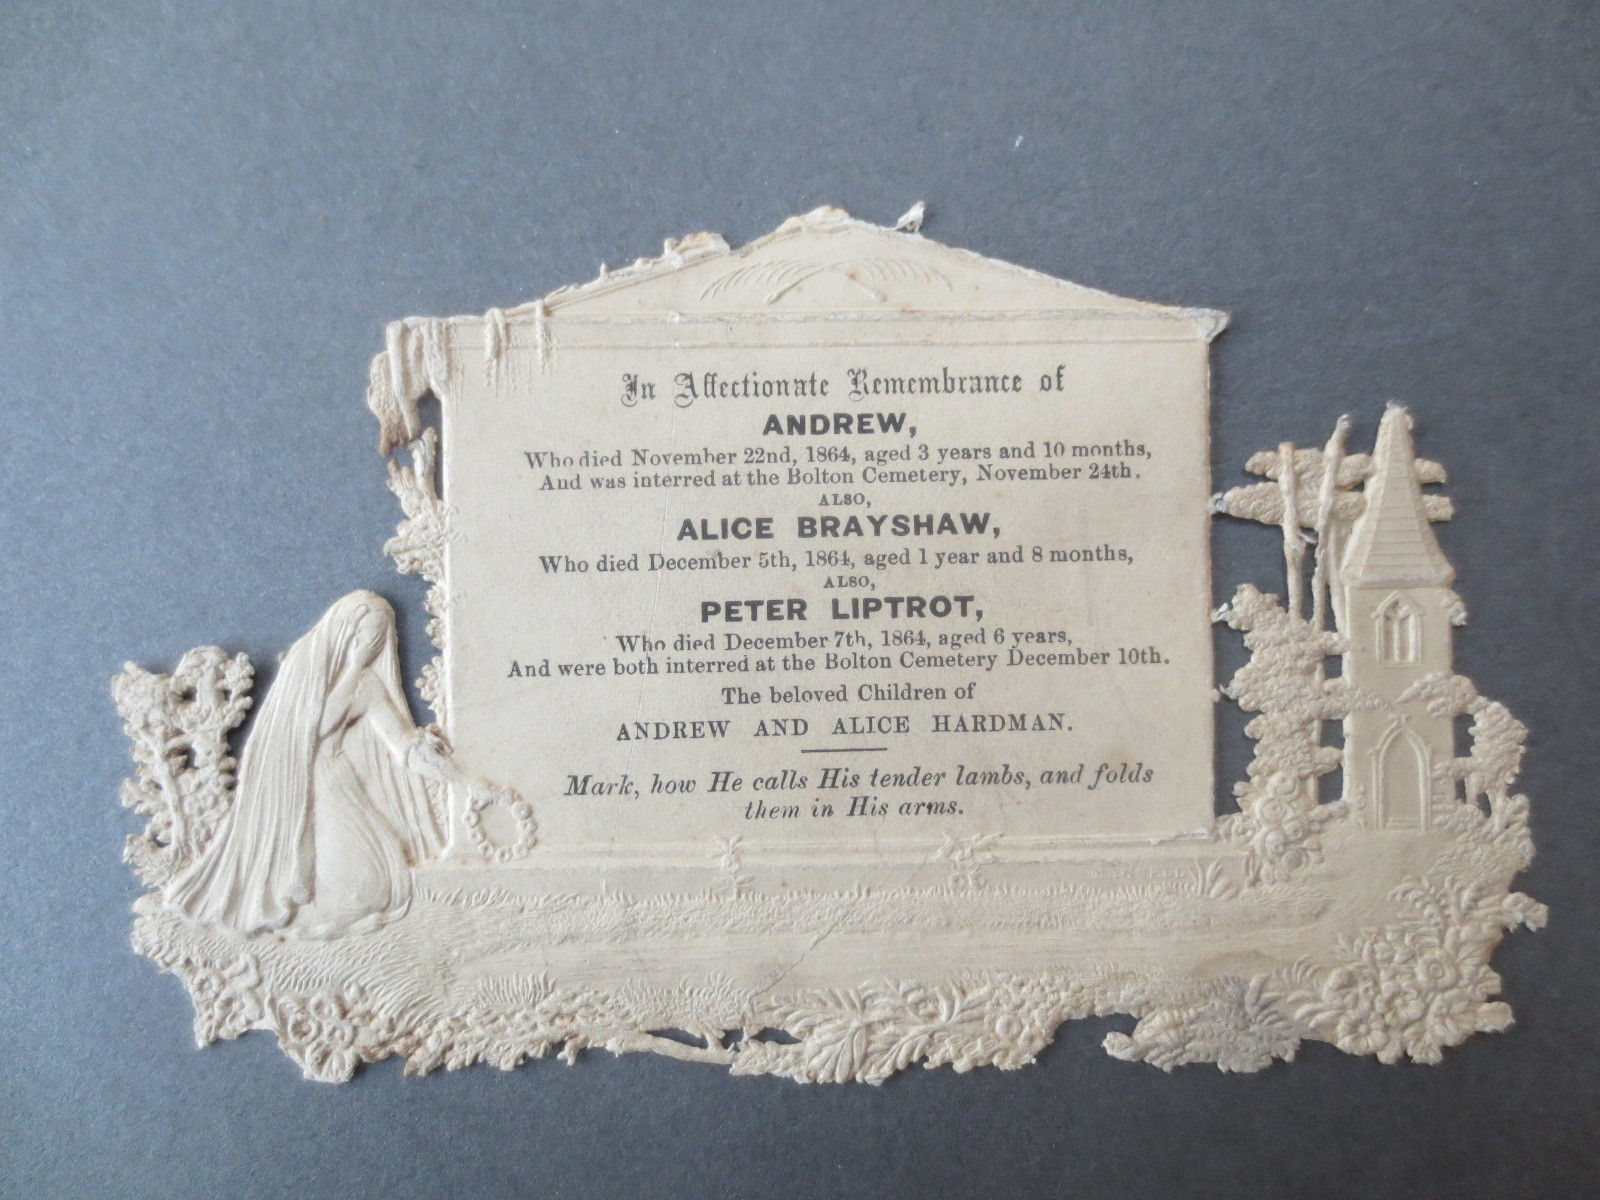 In Affectionate Remembrance of
ANDREW,
Who died November 22nd, 1864, aged 3 years and 10 months,
And was interred at the Bolton Cemetery, November 24th.
ALSO,
ALICE BRAYSHAW,
Who died December 5th, 1864, aged 1 year and 8 months,
ALSO,
PETER LIPTROT,
Who died December 7th, 1864, aged 6 years,
And were both interred at the Bolton Cemetery December 10th.
The beloved Children of
ANDREW AND ALICE HARDMAN.
Mark, how He calls His tender lambs, and folds
them in His arms.